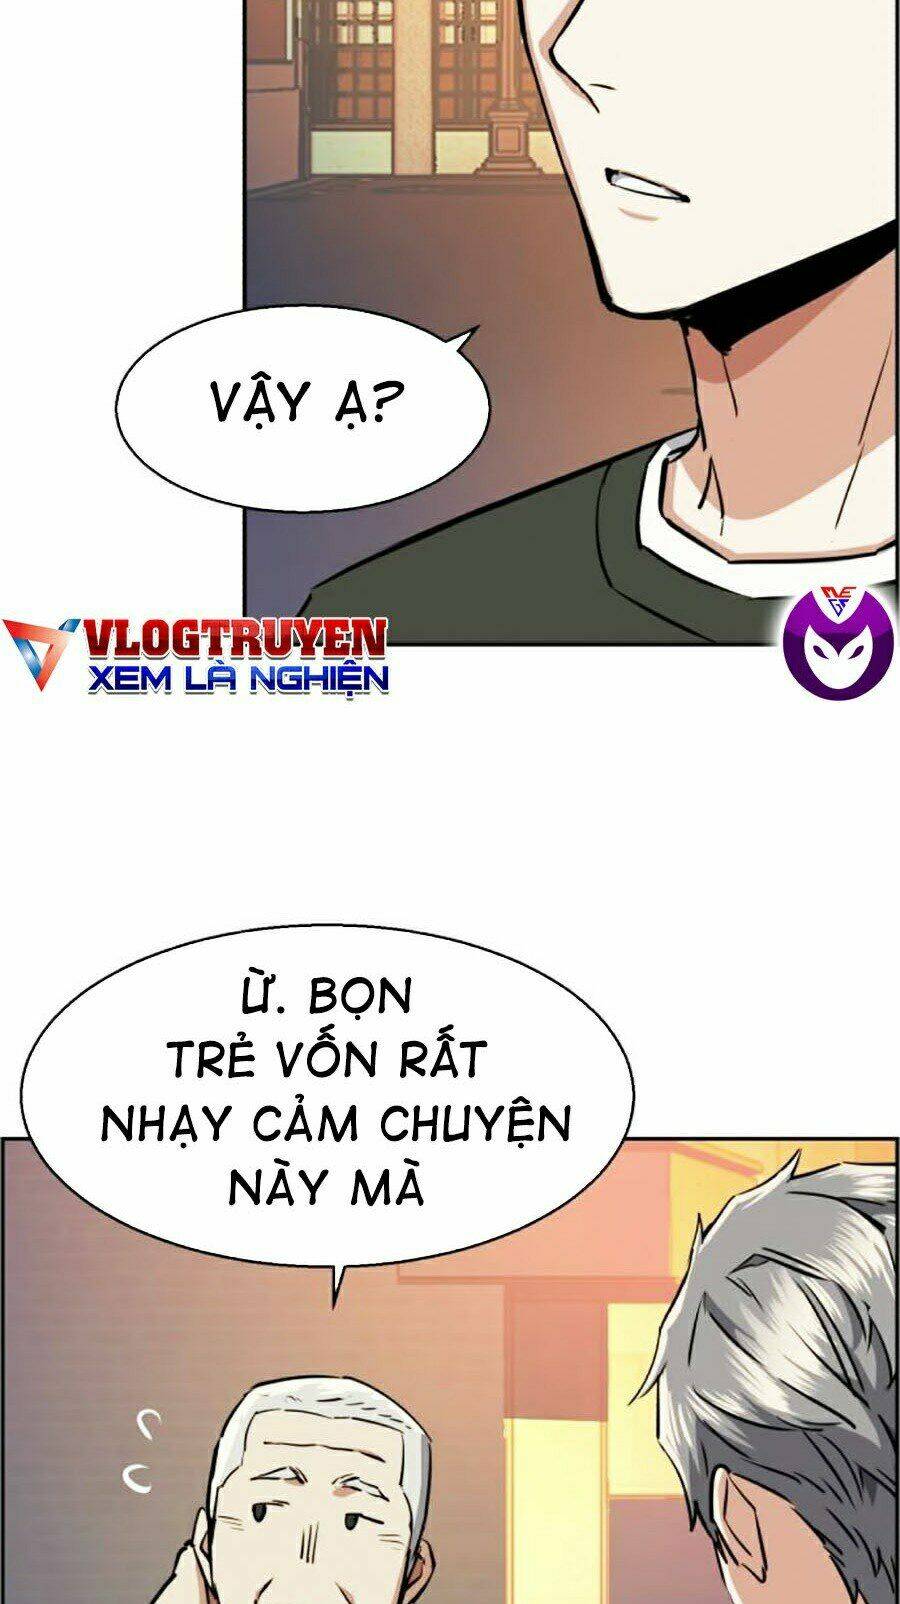 VẬY Ạ?
VLOGTRUYEN
XEM LÀ NGHIỆN
Ừ. BỌN
TRẺ VỐN RẤT
NHẠY CẢM CHUYỆN
NÀY MÀ